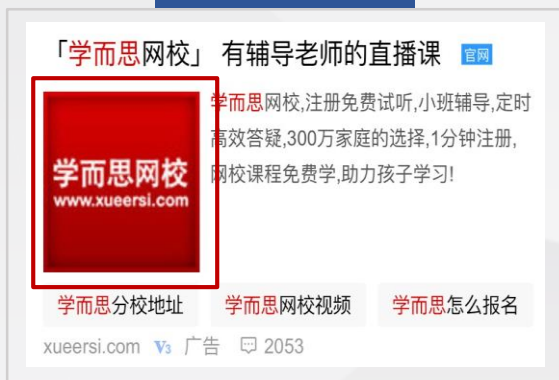 「学而思网校」 有辅导老师的直播课 官网
学而思网校
www.xueersi.com
学而思网校,注册免费试听,小班辅导,定时
高效答疑,300万家庭的选择,1分钟注册,
网校课程免费学,助力孩子学习!
学而思分校地址 学而思网校视频 学而思怎么报名
xueersi.com V3 广告 2053